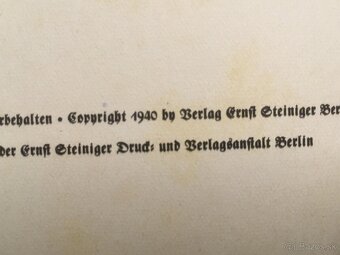 rbehalten • Copyright 1940 by Verlag Ernst Steiniger Ber
der Ernst Steiniger Druck- und Verlagsanstalt Berlin